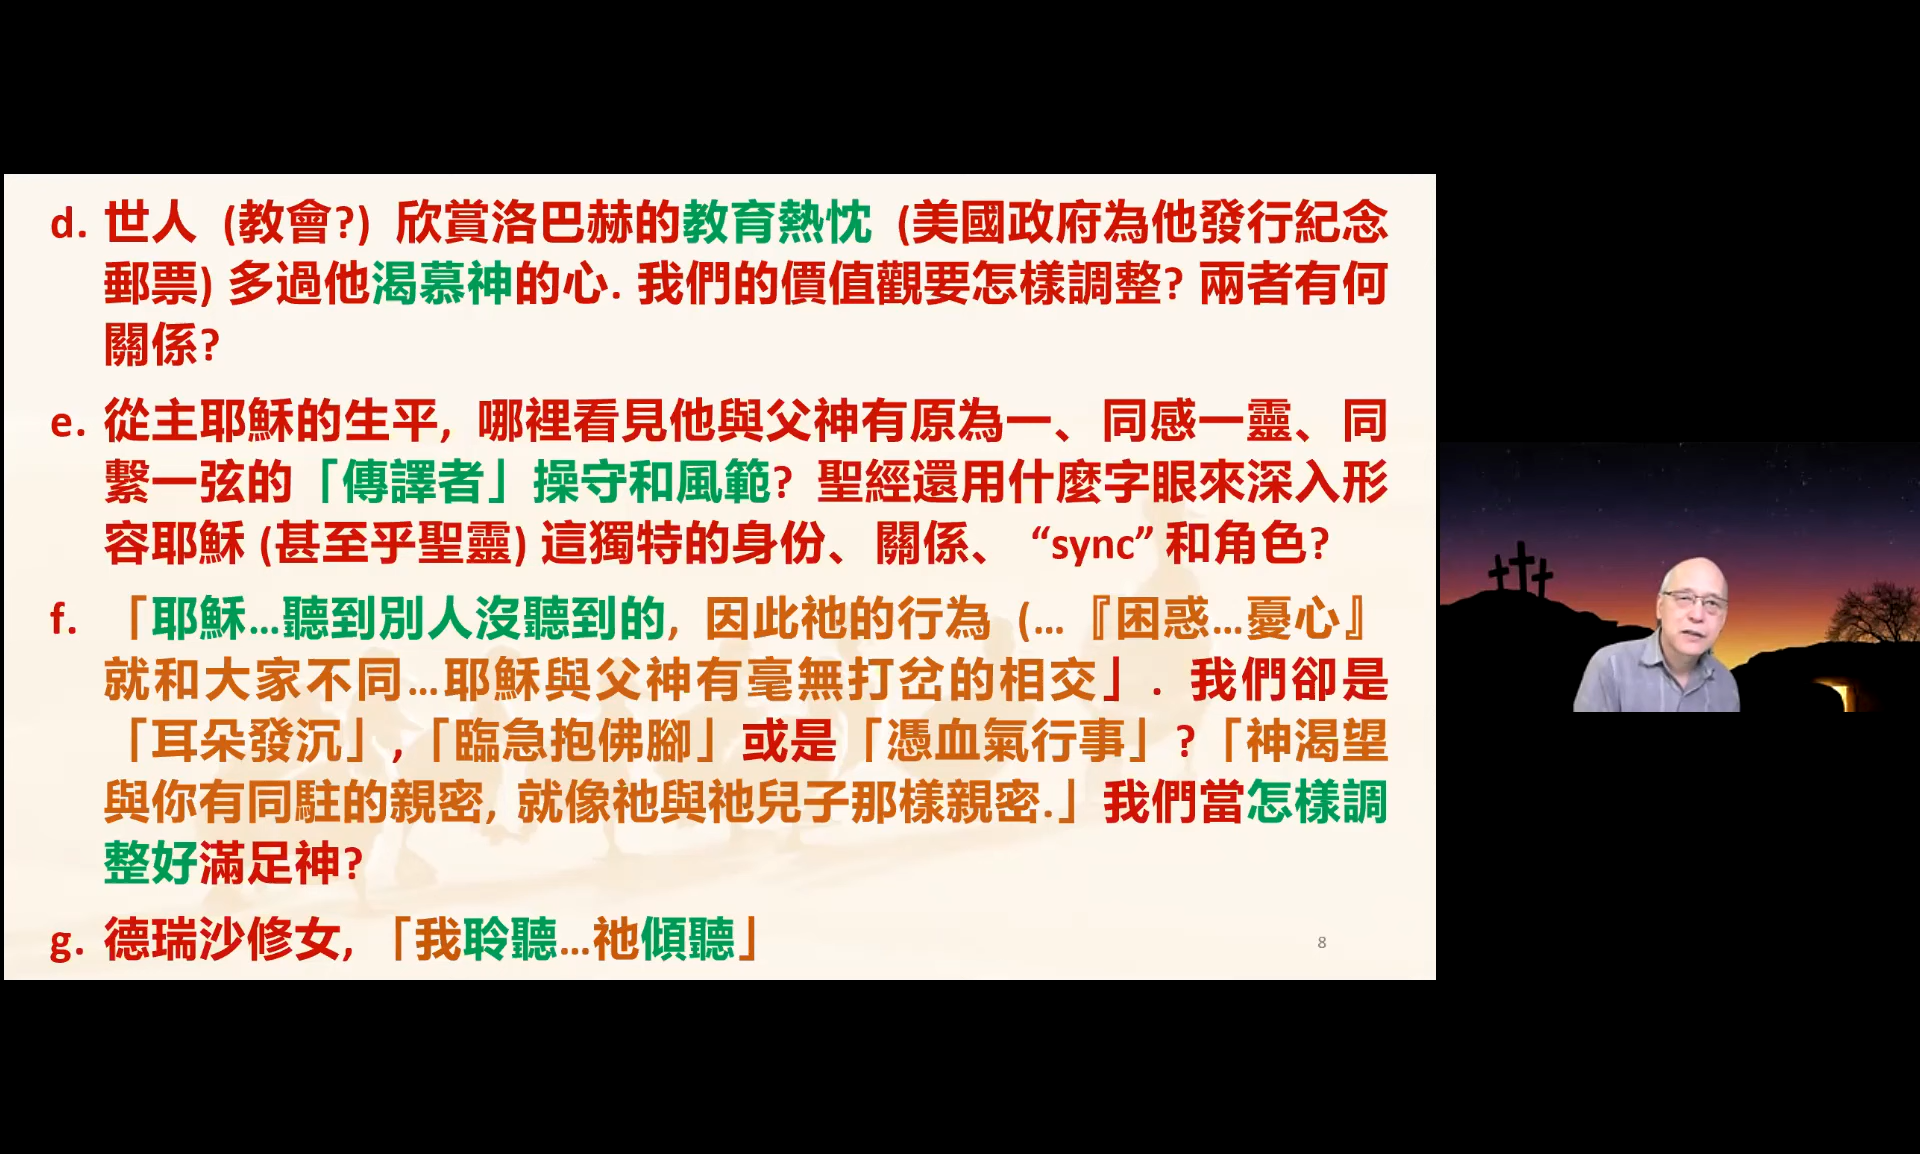 d. 世人 (教會?) 欣賞洛巴赫的教育熱忱 (美國政府為他發行紀念
郵票) 多過他渴慕神的心. 我們的價值觀要怎樣調整? 兩者有何
關係?
e. 從主耶穌的生平, 哪裡看見他與父神有原為一、同感一靈、同
繫一弦的「傳譯者」操守和風範? 聖經還用什麼字眼來深入形
容耶穌 (甚至乎聖靈) 這獨特的身份、關係、 “sync” 和角色?
f. 「耶穌...聽到別人沒聽到的, 因此祂的行為 (...『困惑...憂心』
就和大家不同...耶穌與父神有毫無打岔的相交」. 我們卻是
「耳朵發沉」,「臨急抱佛腳」或是「憑血氣行事」?「神渴望
與你有同駐的親密, 就像祂與祂兒子那樣親密.」我們當怎樣調
整好滿足神?
g. 德瑞沙修女, 「我聆聽...祂傾聽」
8